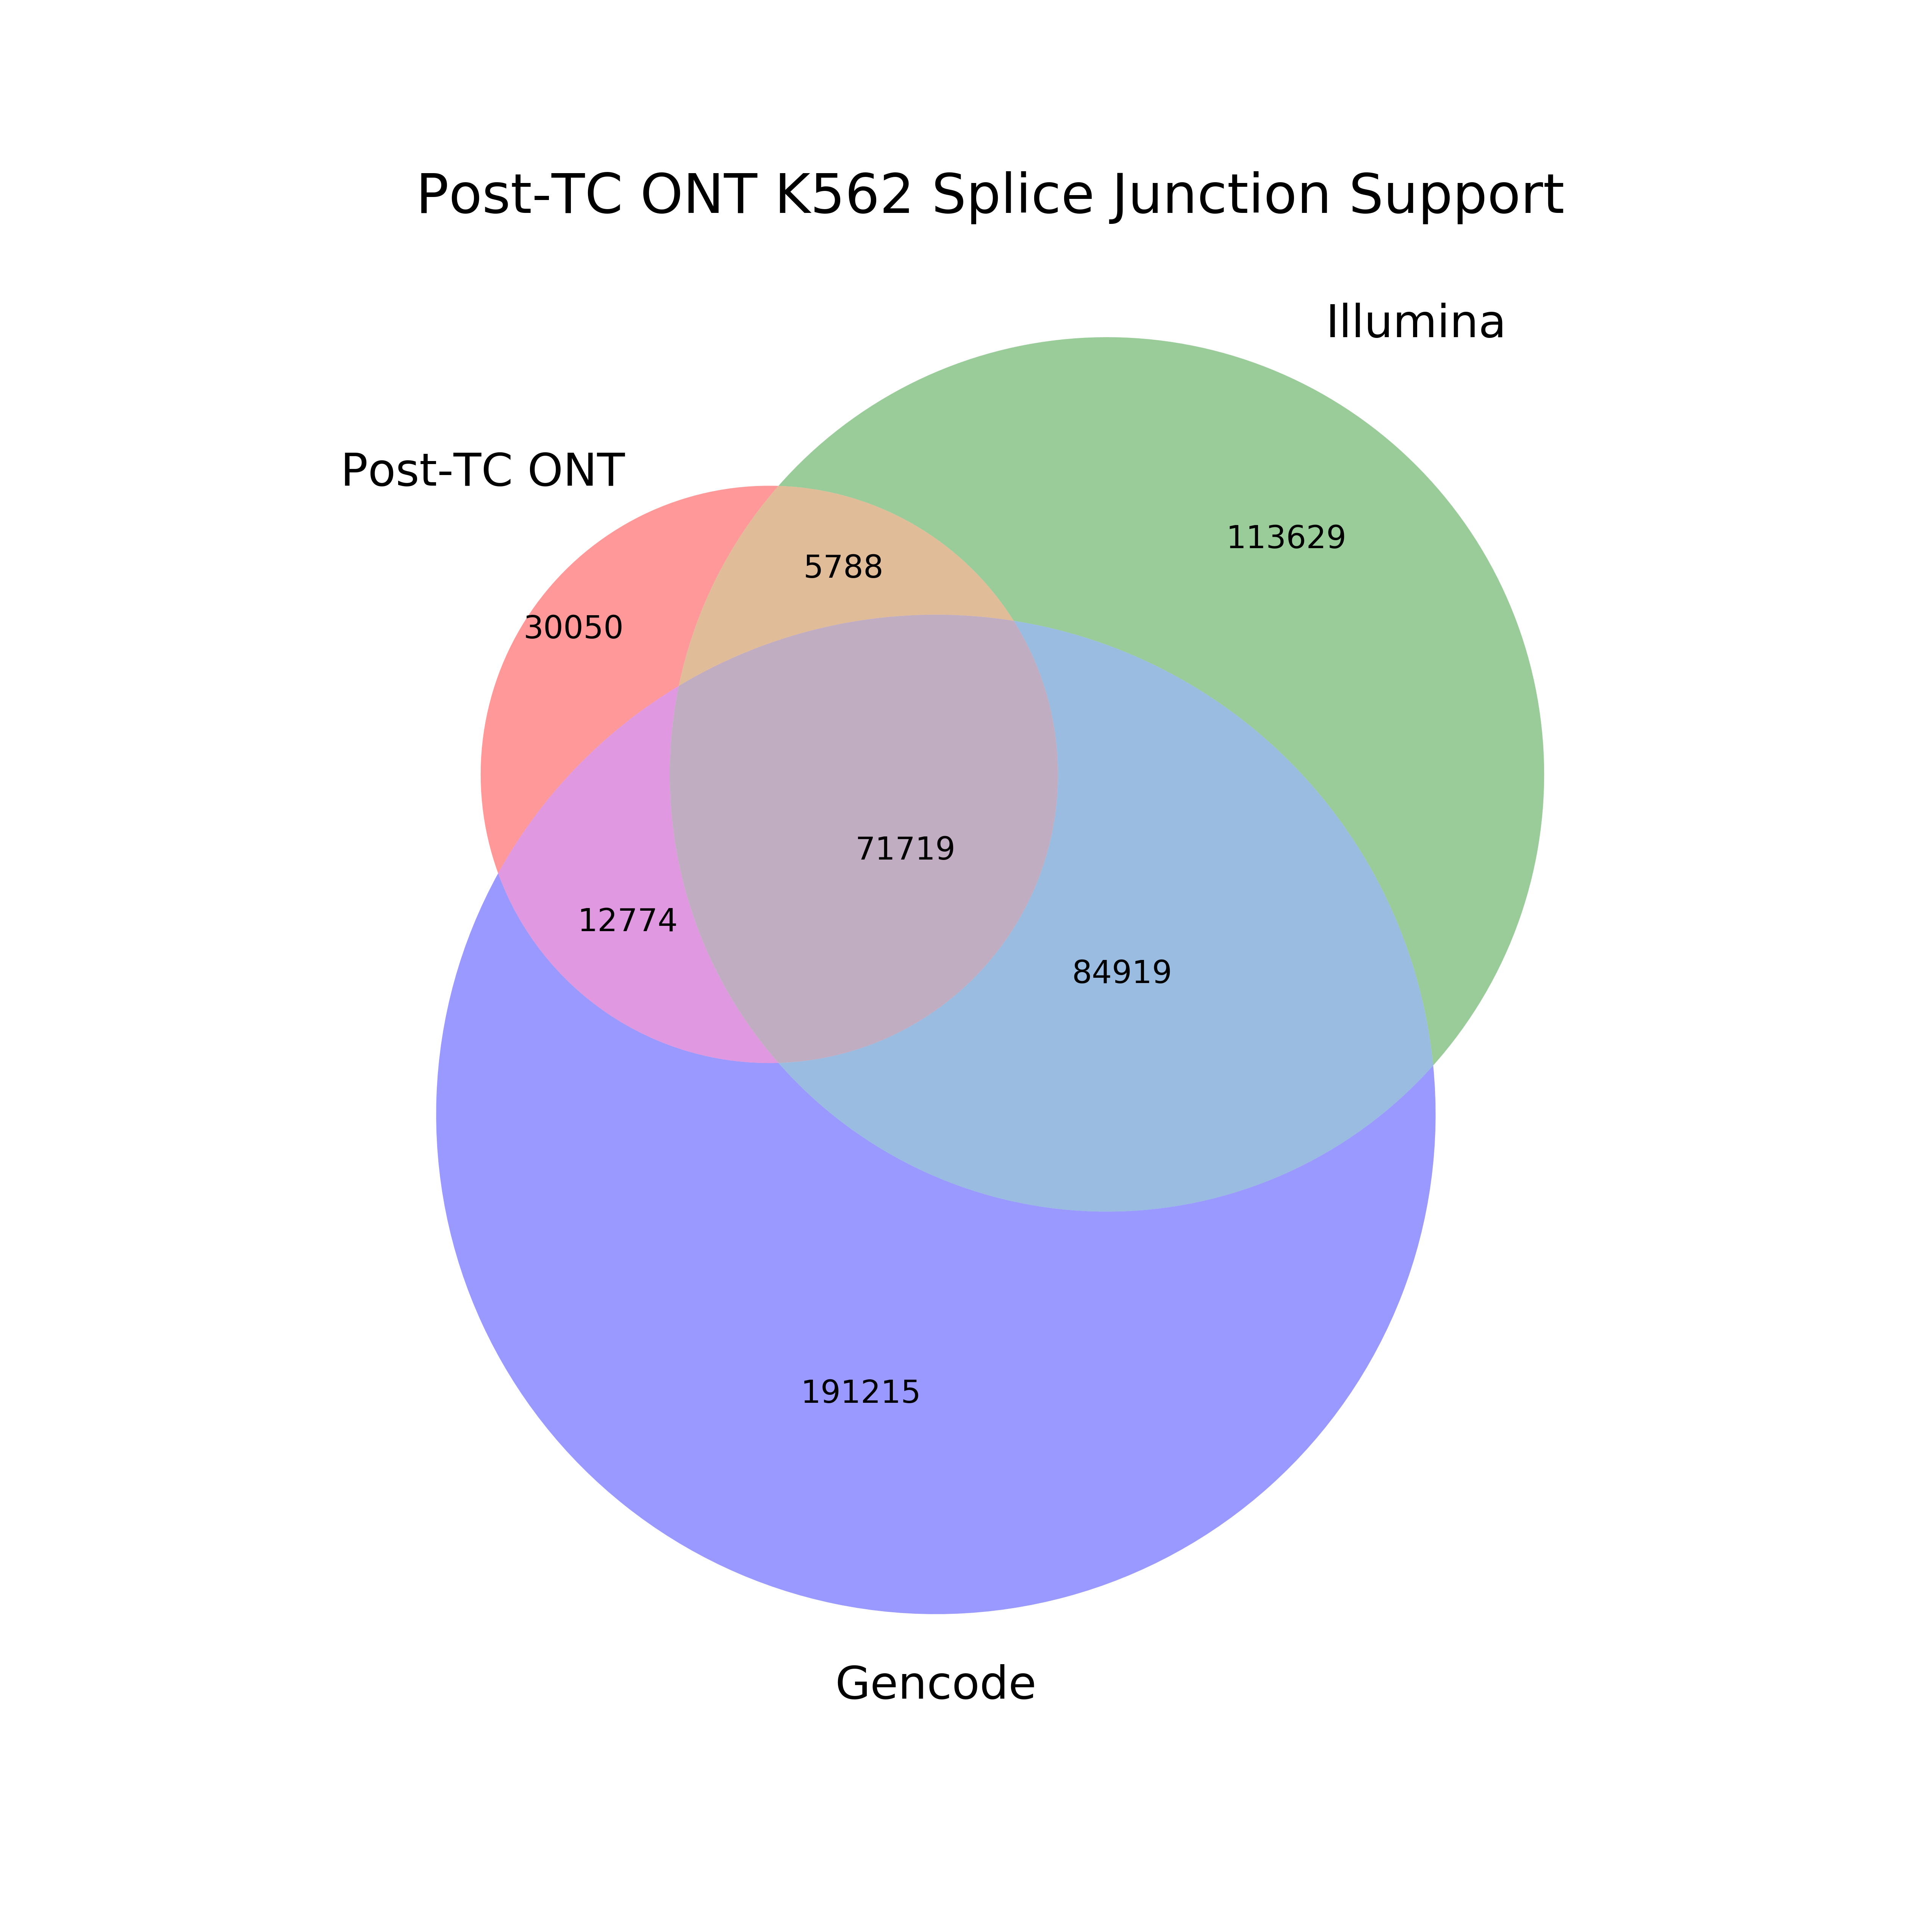 Post-TC ONT K562 Splice Junction Support
Illumina
Post-TC ONT
113629
5788
30050
71719
12774
84919
191215
Gencode